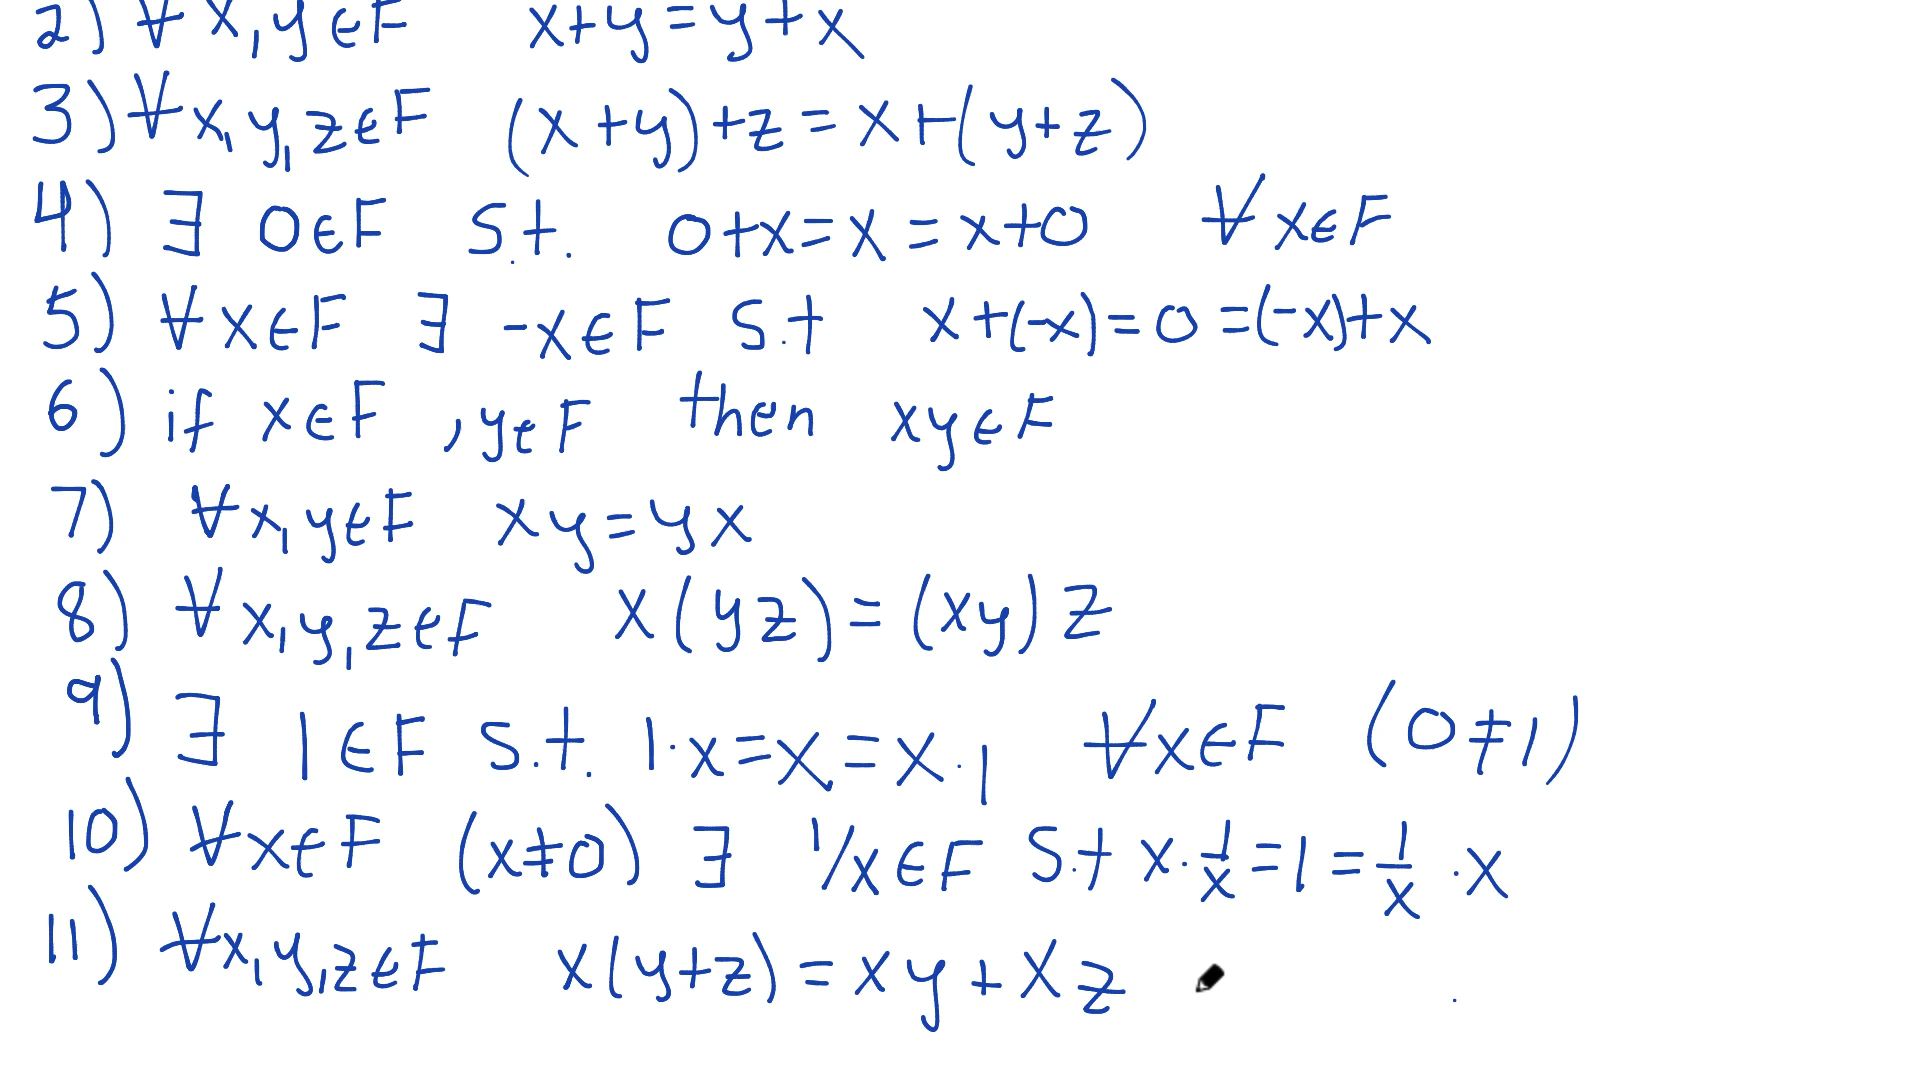 2) ∀ x, y ∈ F x+y = y+x
3) ∀ x, y, z ∈ F (x+y)+z = x+(y+z)
4) ∃ 0 ∈ F s.t. 0+x = x = x+0 ∀ x ∈ F
5) ∀ x ∈ F ∃ -x ∈ F s.t x+(-x) = 0 = (-x)+x
6) if x ∈ F , y ∈ F then xy ∈ F
7) ∀ x, y ∈ F xy = yx
8) ∀ x, y, z ∈ F x(yz) = (xy)z
9) ∃ 1 ∈ F s.t. 1·x = x = x·1 ∀ x ∈ F (0≠1)
10) ∀ x ∈ F (x≠0) ∃ 1/x ∈ F s.t x·1/x = 1 = 1/x ·x
11) ∀ x, y, z ∈ F x(y+z) = xy + xz